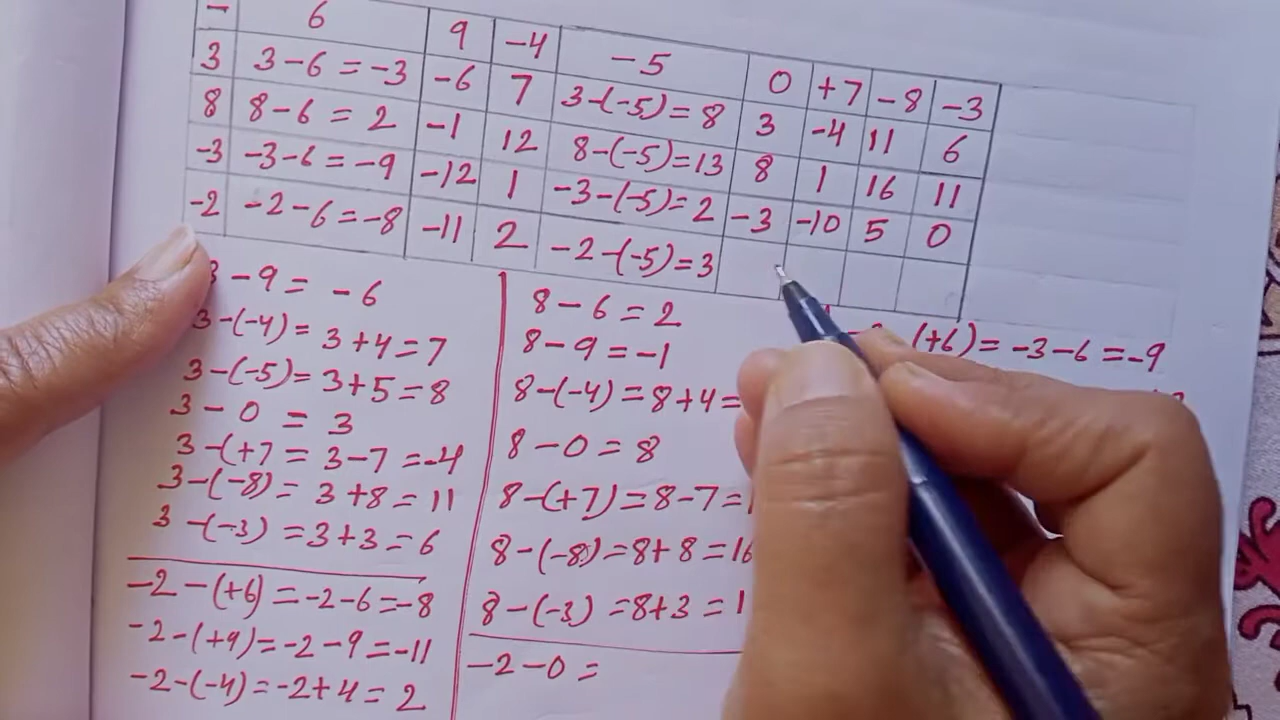 - 6 9 -4 -5 0 +7 -8 -3
3 3-6=-3 -6 7 3-(-5)=8 3 -4 11 6
8 8-6=2 -1 12 8-(-5)=13 8 1 16 11
-3 -3-6=-9 -12 1 -3-(-5)=2 -3 -10 5 0
-2 -2-6=-8 -11 2 -2-(-5)=3
3-9= -6
3-(-4)= 3+4=7
3-(-5)= 3+5=8
3-0 = 3
3-(+7 = 3-7 =-4
3-(-8)= 3+8=11
3-(-3) =3+3=6
-2-(+6)=-2-6=-8
-2-(+9)=-2-9=-11
-2-(-4)=-2+4=2
8-6=2
8-9=-1
8-(-4)=8+4=
8-0=8
8-(+7)=8-7=
8-(-8)=8+8=16
8-(-3)=8+3=1
-2-0=
(+6)=-3-6=-9